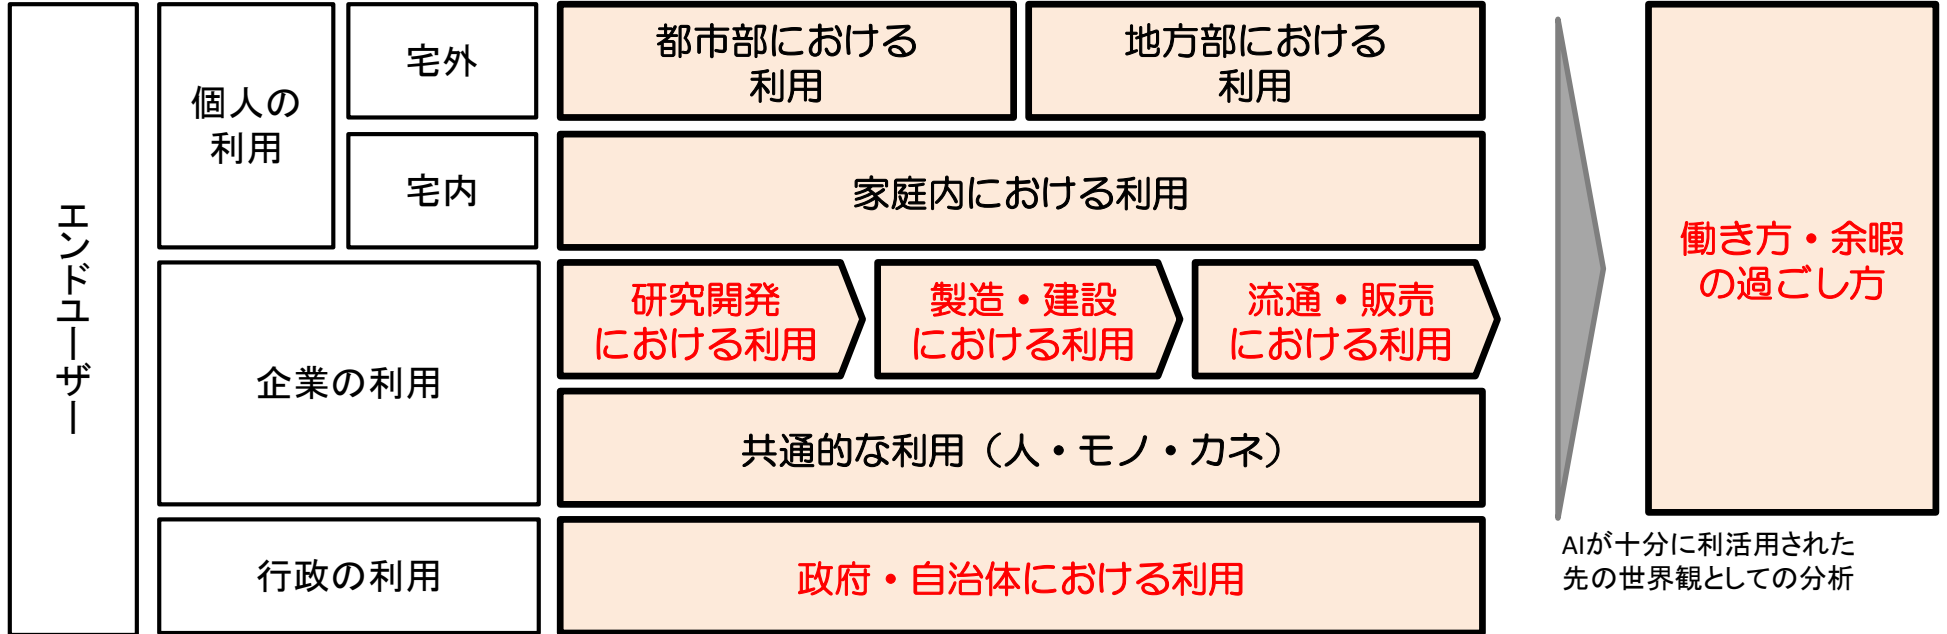 エンドユーザー
個人の
利用
宅外
都市部における
利用
地方部における
利用
宅内
家庭内における利用
企業の利用
研究開発
における利用
製造・建設
における利用
流通・販売
における利用
共通的な利用（人・モノ・カネ）
行政の利用
政府・自治体における利用
働き方・余暇
の過ごし方
AIが十分に利活用された
先の世界観としての分析